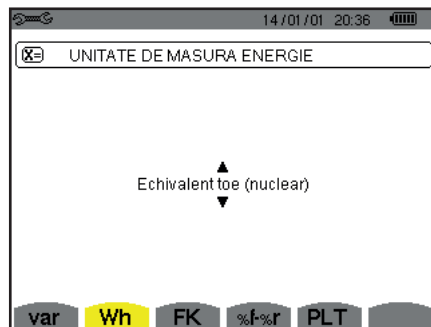 14/01/01 20:36
X= UNITATE DE MASURA ENERGIE
Echivalent toe (nuclear)
var Wh FK %f-%r PLT